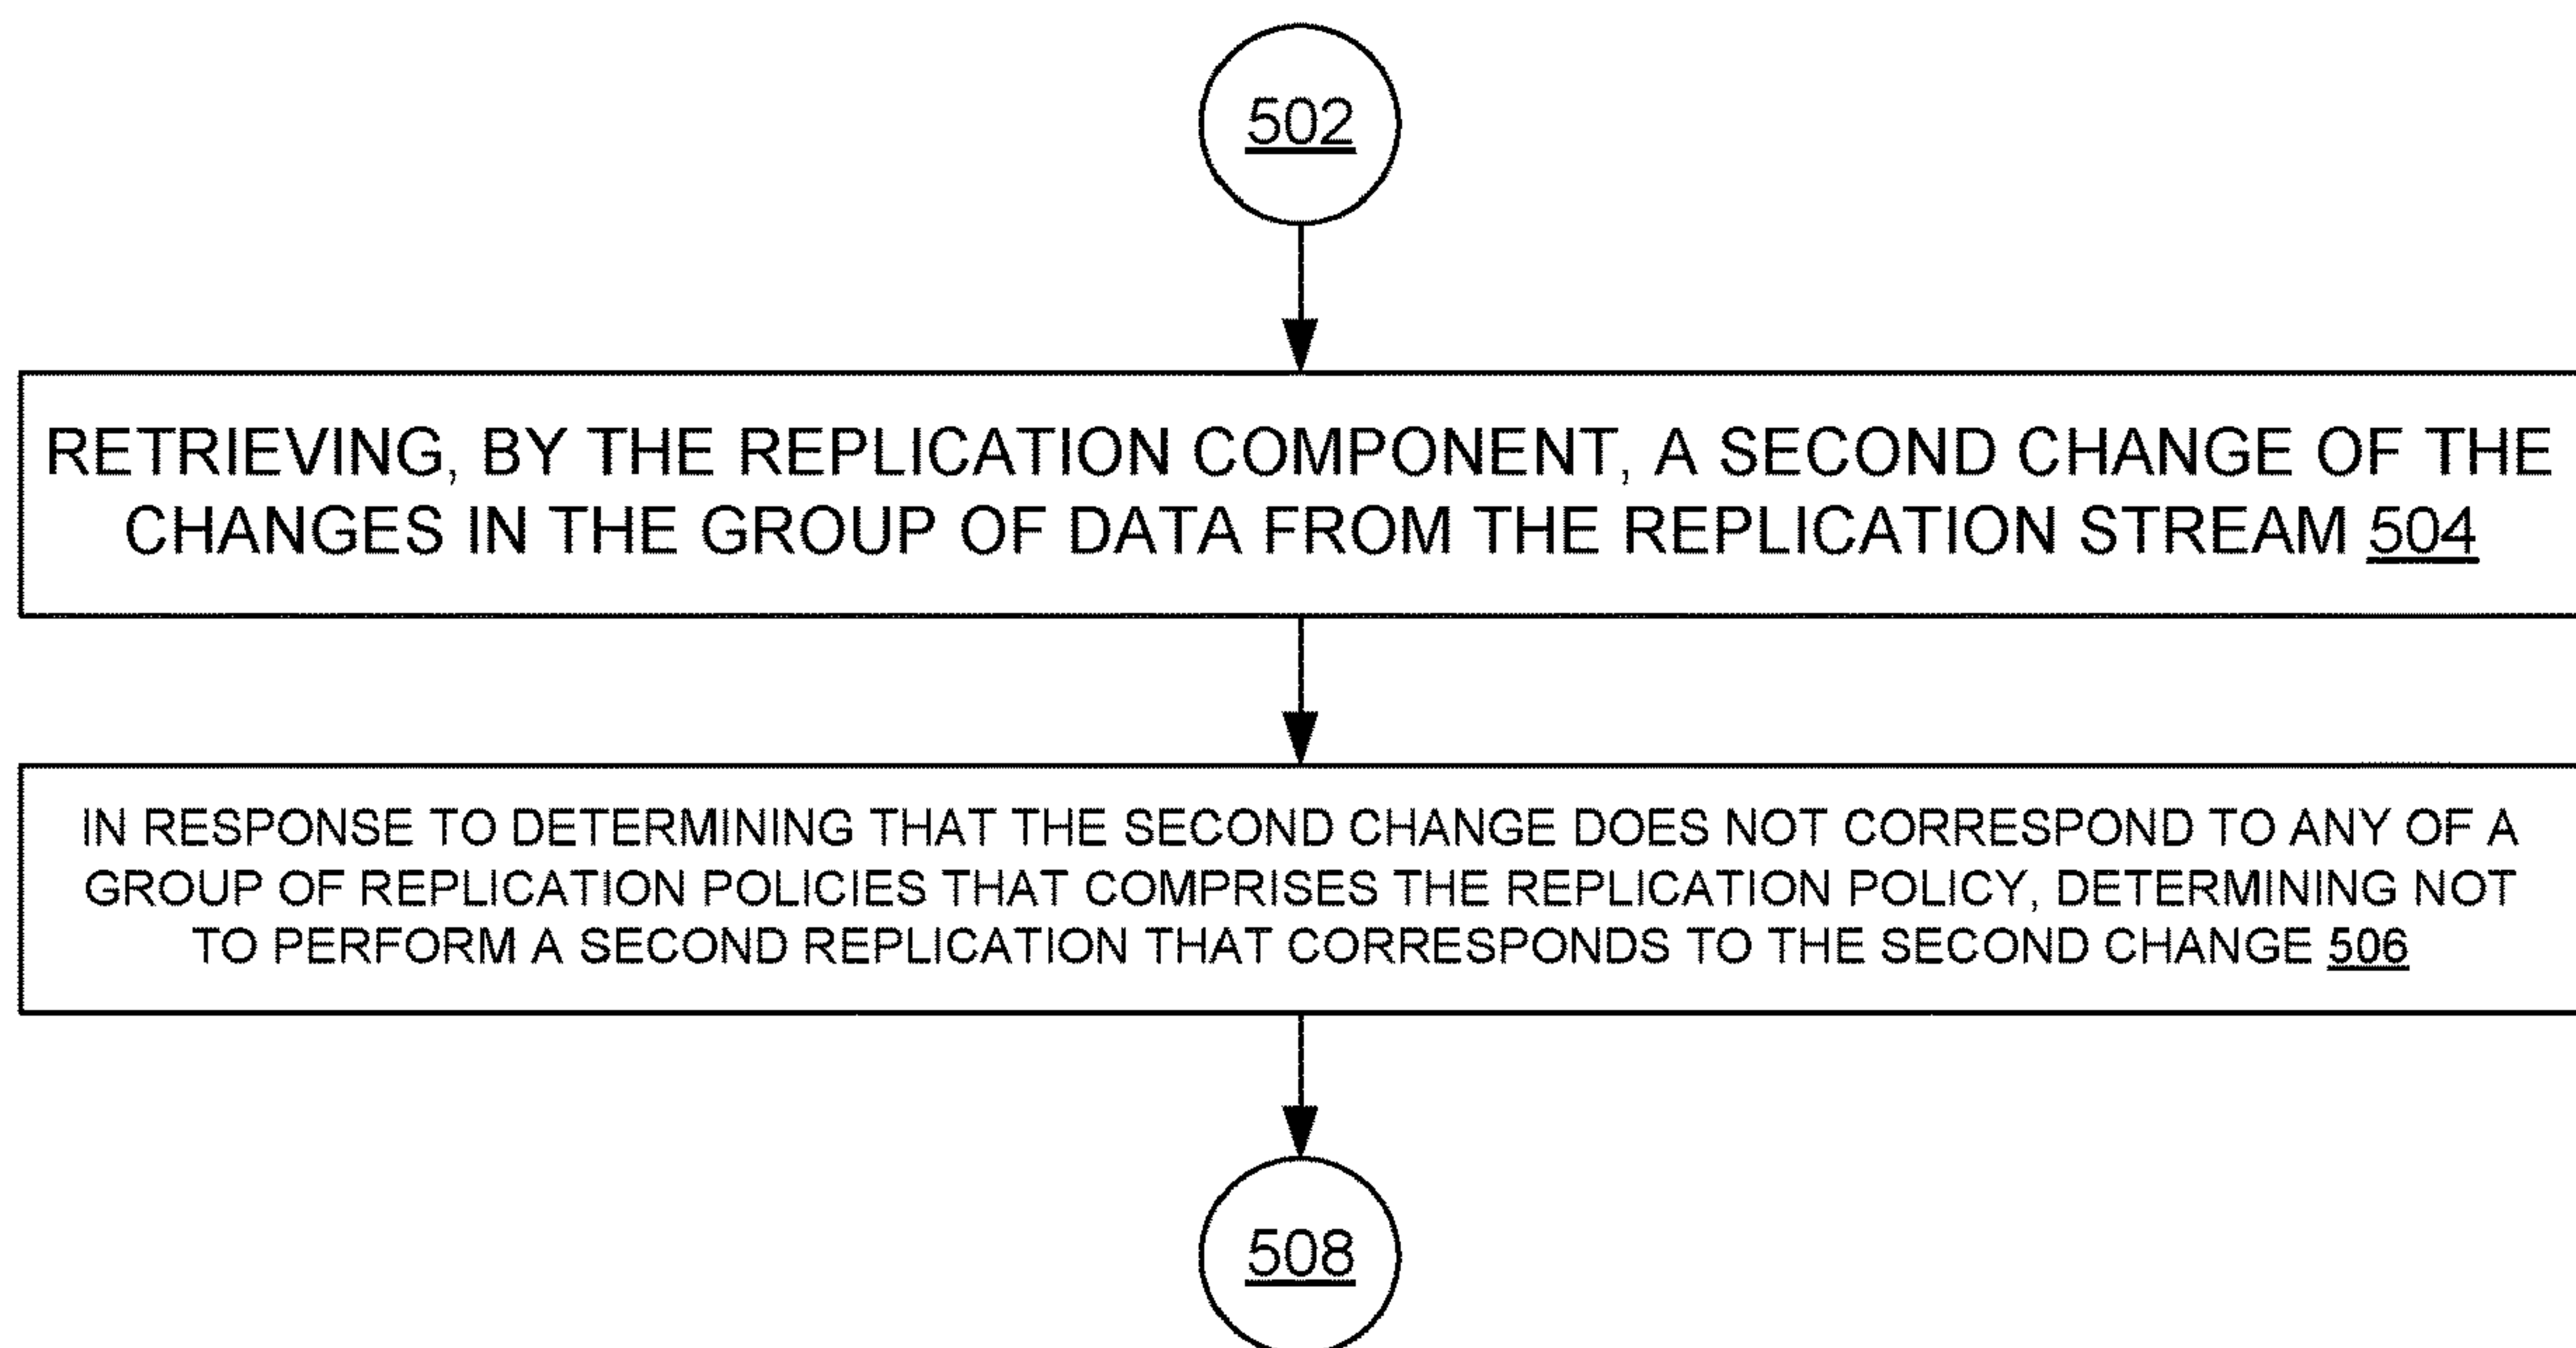 502
RETRIEVING, BY THE REPLICATION COMPONENT, A SECOND CHANGE OF THE
CHANGES IN THE GROUP OF DATA FROM THE REPLICATION STREAM 504
IN RESPONSE TO DETERMINING THAT THE SECOND CHANGE DOES NOT CORRESPOND TO ANY OF A
GROUP OF REPLICATION POLICIES THAT COMPRISES THE REPLICATION POLICY, DETERMINING NOT
TO PERFORM A SECOND REPLICATION THAT CORRESPONDS TO THE SECOND CHANGE 506
508